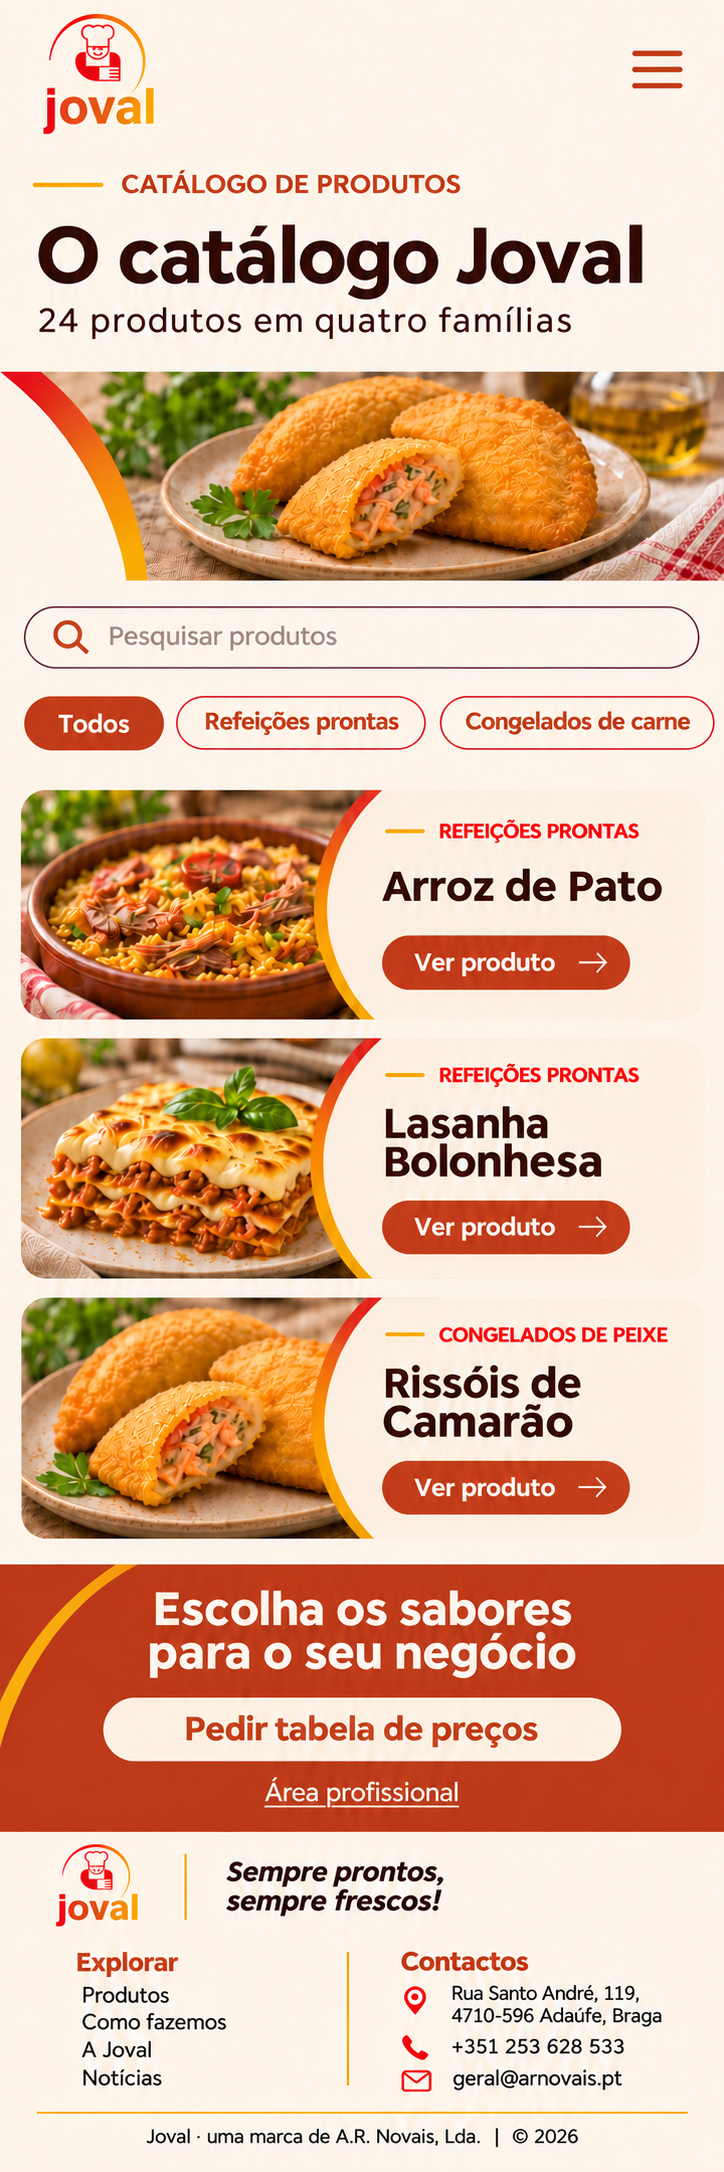 joval
CATÁLOGO DE PRODUTOS
O catálogo Joval
24 produtos em quatro famílias
Pesquisar produtos
Todos
Refeições prontas
Congelados de carne
REFEIÇÕES PRONTAS
Arroz de Pato
Ver produto →
REFEIÇÕES PRONTAS
Lasanha
Bolonhesa
Ver produto →
CONGELADOS DE PEIXE
Rissóis de
Camarão
Ver produto →
Escolha os sabores
para o seu negócio
Pedir tabela de preços
Área profissional
joval
Sempre prontos,
sempre frescos!
Explorar
Produtos
Como fazemos
A Joval
Notícias
Contactos
Rua Santo André, 119,
4710-596 Adaúfe, Braga
+351 253 628 533
geral@arnovais.pt
Joval · uma marca de A.R. Novais, Lda. | © 2026